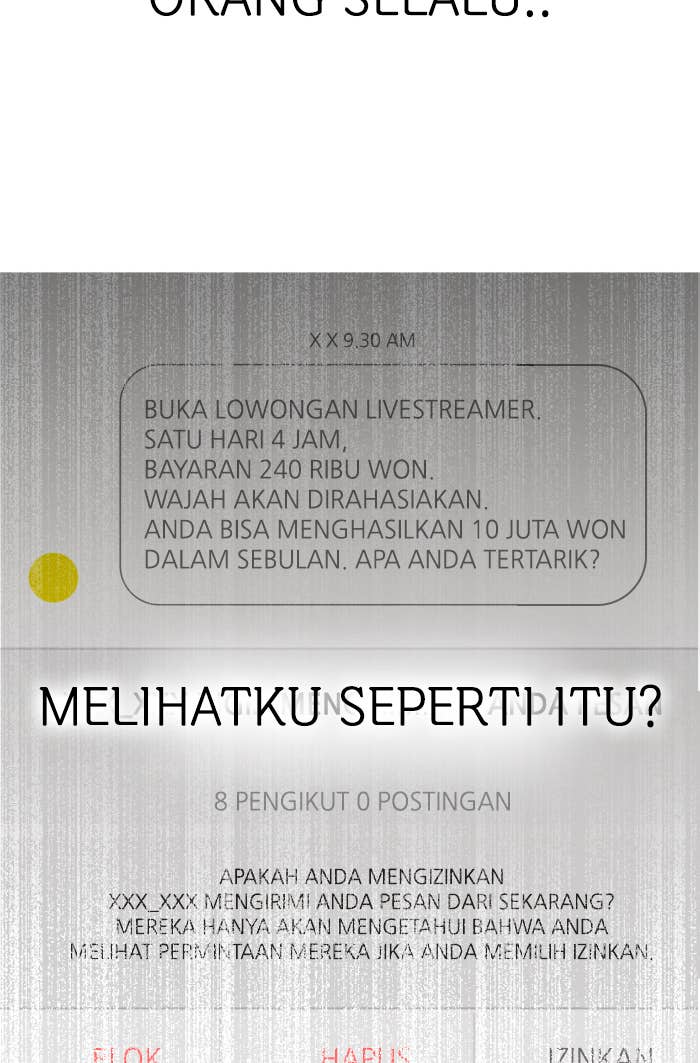 ORANG SELALU..
X X 9.30 AM
BUKA LOWONGAN LIVESTREAMER.
SATU HARI 4 JAM,
BAYARAN 240 RIBU WON.
WAJAH AKAN DIRAHASIAKAN.
ANDA BISA MENGHASILKAN 10 JUTA WON
DALAM SEBULAN. APA ANDA TERTARIK?
MELIHATKU SEPERTI ITU?
ANDA PESAN
8 PENGIKUT 0 POSTINGAN
APAKAH ANDA MENGIZINKAN
XXX_XXX MENGIRIMI ANDA PESAN DARI SEKARANG?
MEREKA HANYA AKAN MENGETAHUI BAHWA ANDA
MELIHAT PERMINTAAN MEREKA JIKA ANDA MEMILIH IZINKAN.
HAPUS IZINKAN